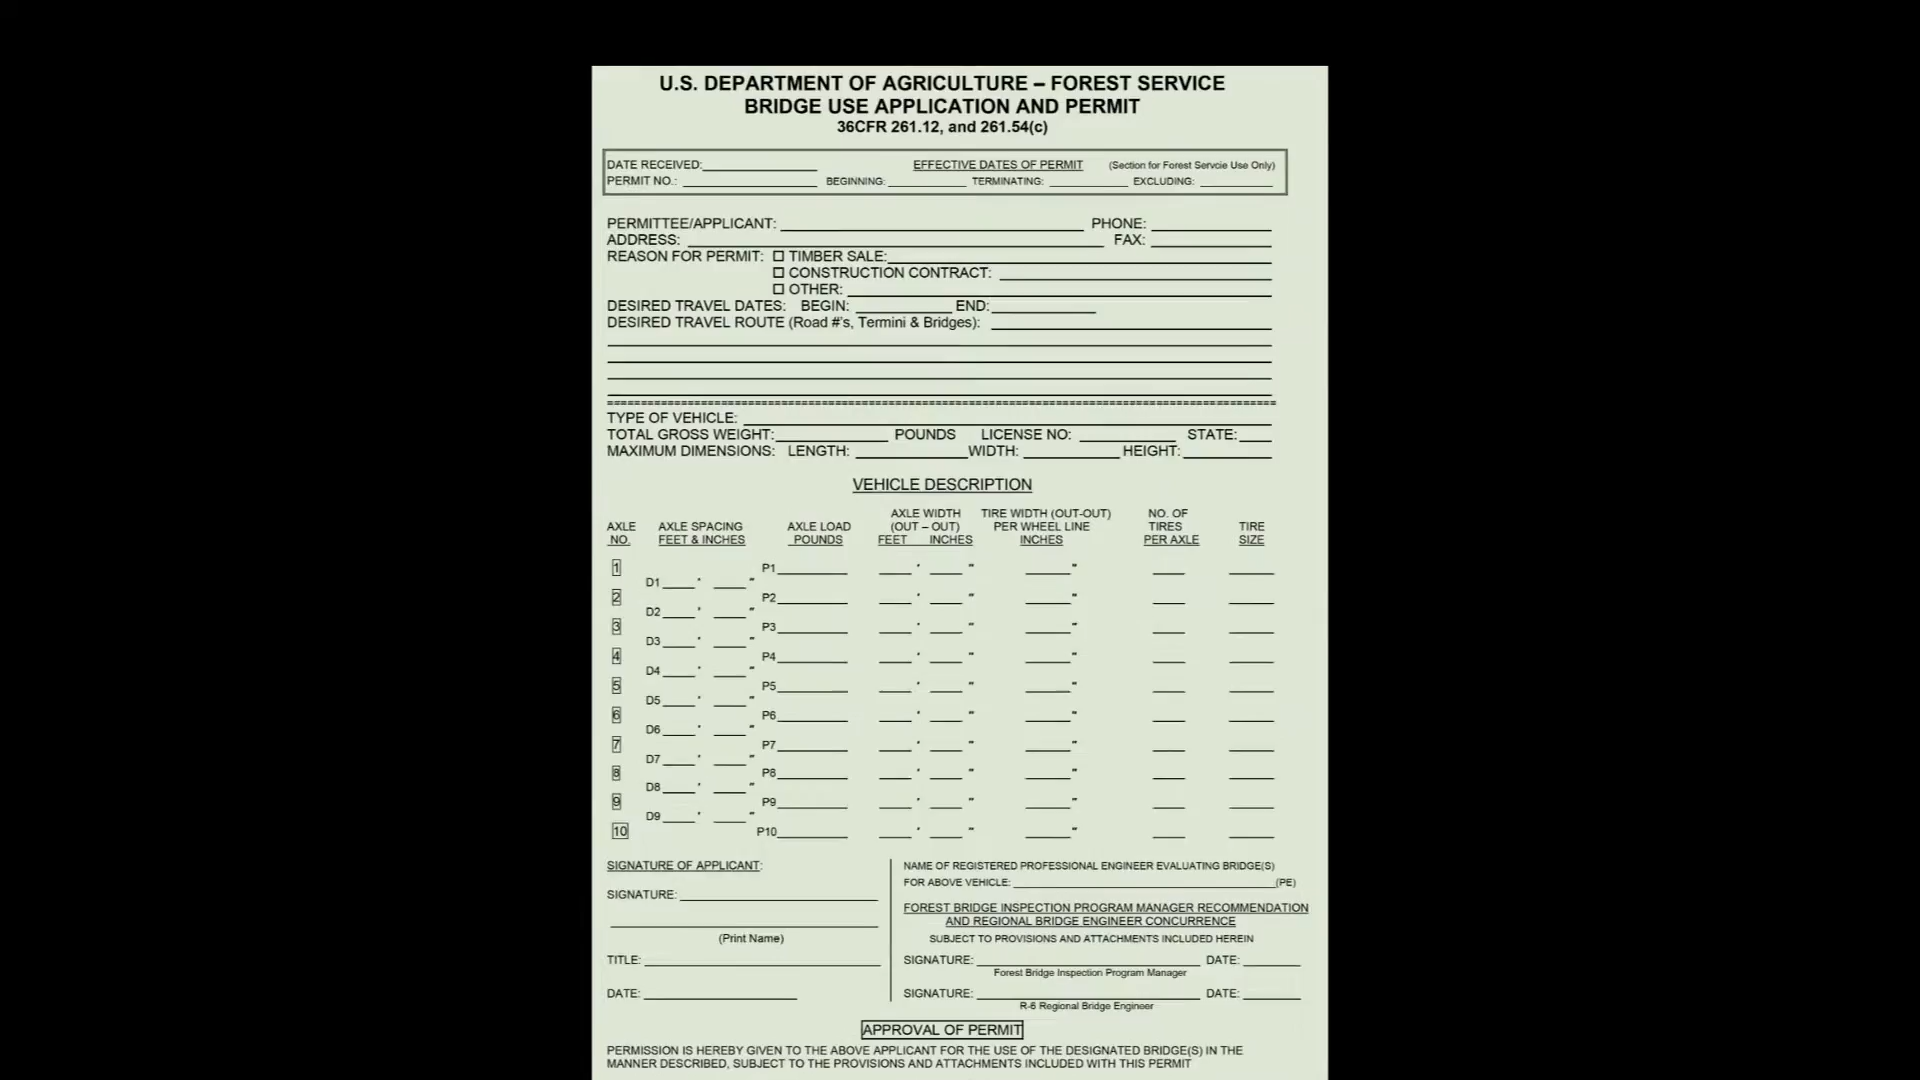 U.S. DEPARTMENT OF AGRICULTURE – FOREST SERVICE
BRIDGE USE APPLICATION AND PERMIT
36CFR 261.12, and 261.54(c)
DATE RECEIVED: EFFECTIVE DATES OF PERMIT (Section for Forest Servcie Use Only)
PERMIT NO.: BEGINNING: TERMINATING: EXCLUDING:
PERMITTEE/APPLICANT: PHONE:
ADDRESS: FAX:
REASON FOR PERMIT: ☐ TIMBER SALE:
☐ CONSTRUCTION CONTRACT:
☐ OTHER:
DESIRED TRAVEL DATES: BEGIN: END:
DESIRED TRAVEL ROUTE (Road #'s, Termini & Bridges):
TYPE OF VEHICLE:
TOTAL GROSS WEIGHT: POUNDS LICENSE NO: STATE:
MAXIMUM DIMENSIONS: LENGTH: WIDTH: HEIGHT:
VEHICLE DESCRIPTION
AXLE WIDTH TIRE WIDTH (OUT-OUT) NO. OF
AXLE AXLE SPACING AXLE LOAD (OUT – OUT) PER WHEEL LINE TIRES TIRE
NO. FEET & INCHES POUNDS FEET INCHES INCHES PER AXLE SIZE
1 P1 ' " "
D1 ' "
2 P2 ' " "
D2 ' "
3 P3 ' " "
D3 ' "
4 P4 ' " "
D4 ' "
5 P5 ' " "
D5 ' "
6 P6 ' " "
D6 ' "
7 P7 ' " "
D7 ' "
8 P8 ' " "
D8 ' "
9 P9 ' " "
D9 ' "
10 P10 ' " "
SIGNATURE OF APPLICANT:
SIGNATURE:
(Print Name)
TITLE:
DATE:
NAME OF REGISTERED PROFESSIONAL ENGINEER EVALUATING BRIDGE(S)
FOR ABOVE VEHICLE: (PE)
FOREST BRIDGE INSPECTION PROGRAM MANAGER RECOMMENDATION
AND REGIONAL BRIDGE ENGINEER CONCURRENCE
SUBJECT TO PROVISIONS AND ATTACHMENTS INCLUDED HEREIN
SIGNATURE: DATE:
Forest Bridge Inspection Program Manager
SIGNATURE: DATE:
R-6 Regional Bridge Engineer
APPROVAL OF PERMIT
PERMISSION IS HEREBY GIVEN TO THE ABOVE APPLICANT FOR THE USE OF THE DESIGNATED BRIDGE(S) IN THE
MANNER DESCRIBED, SUBJECT TO THE PROVISIONS AND ATTACHMENTS INCLUDED WITH THIS PERMIT